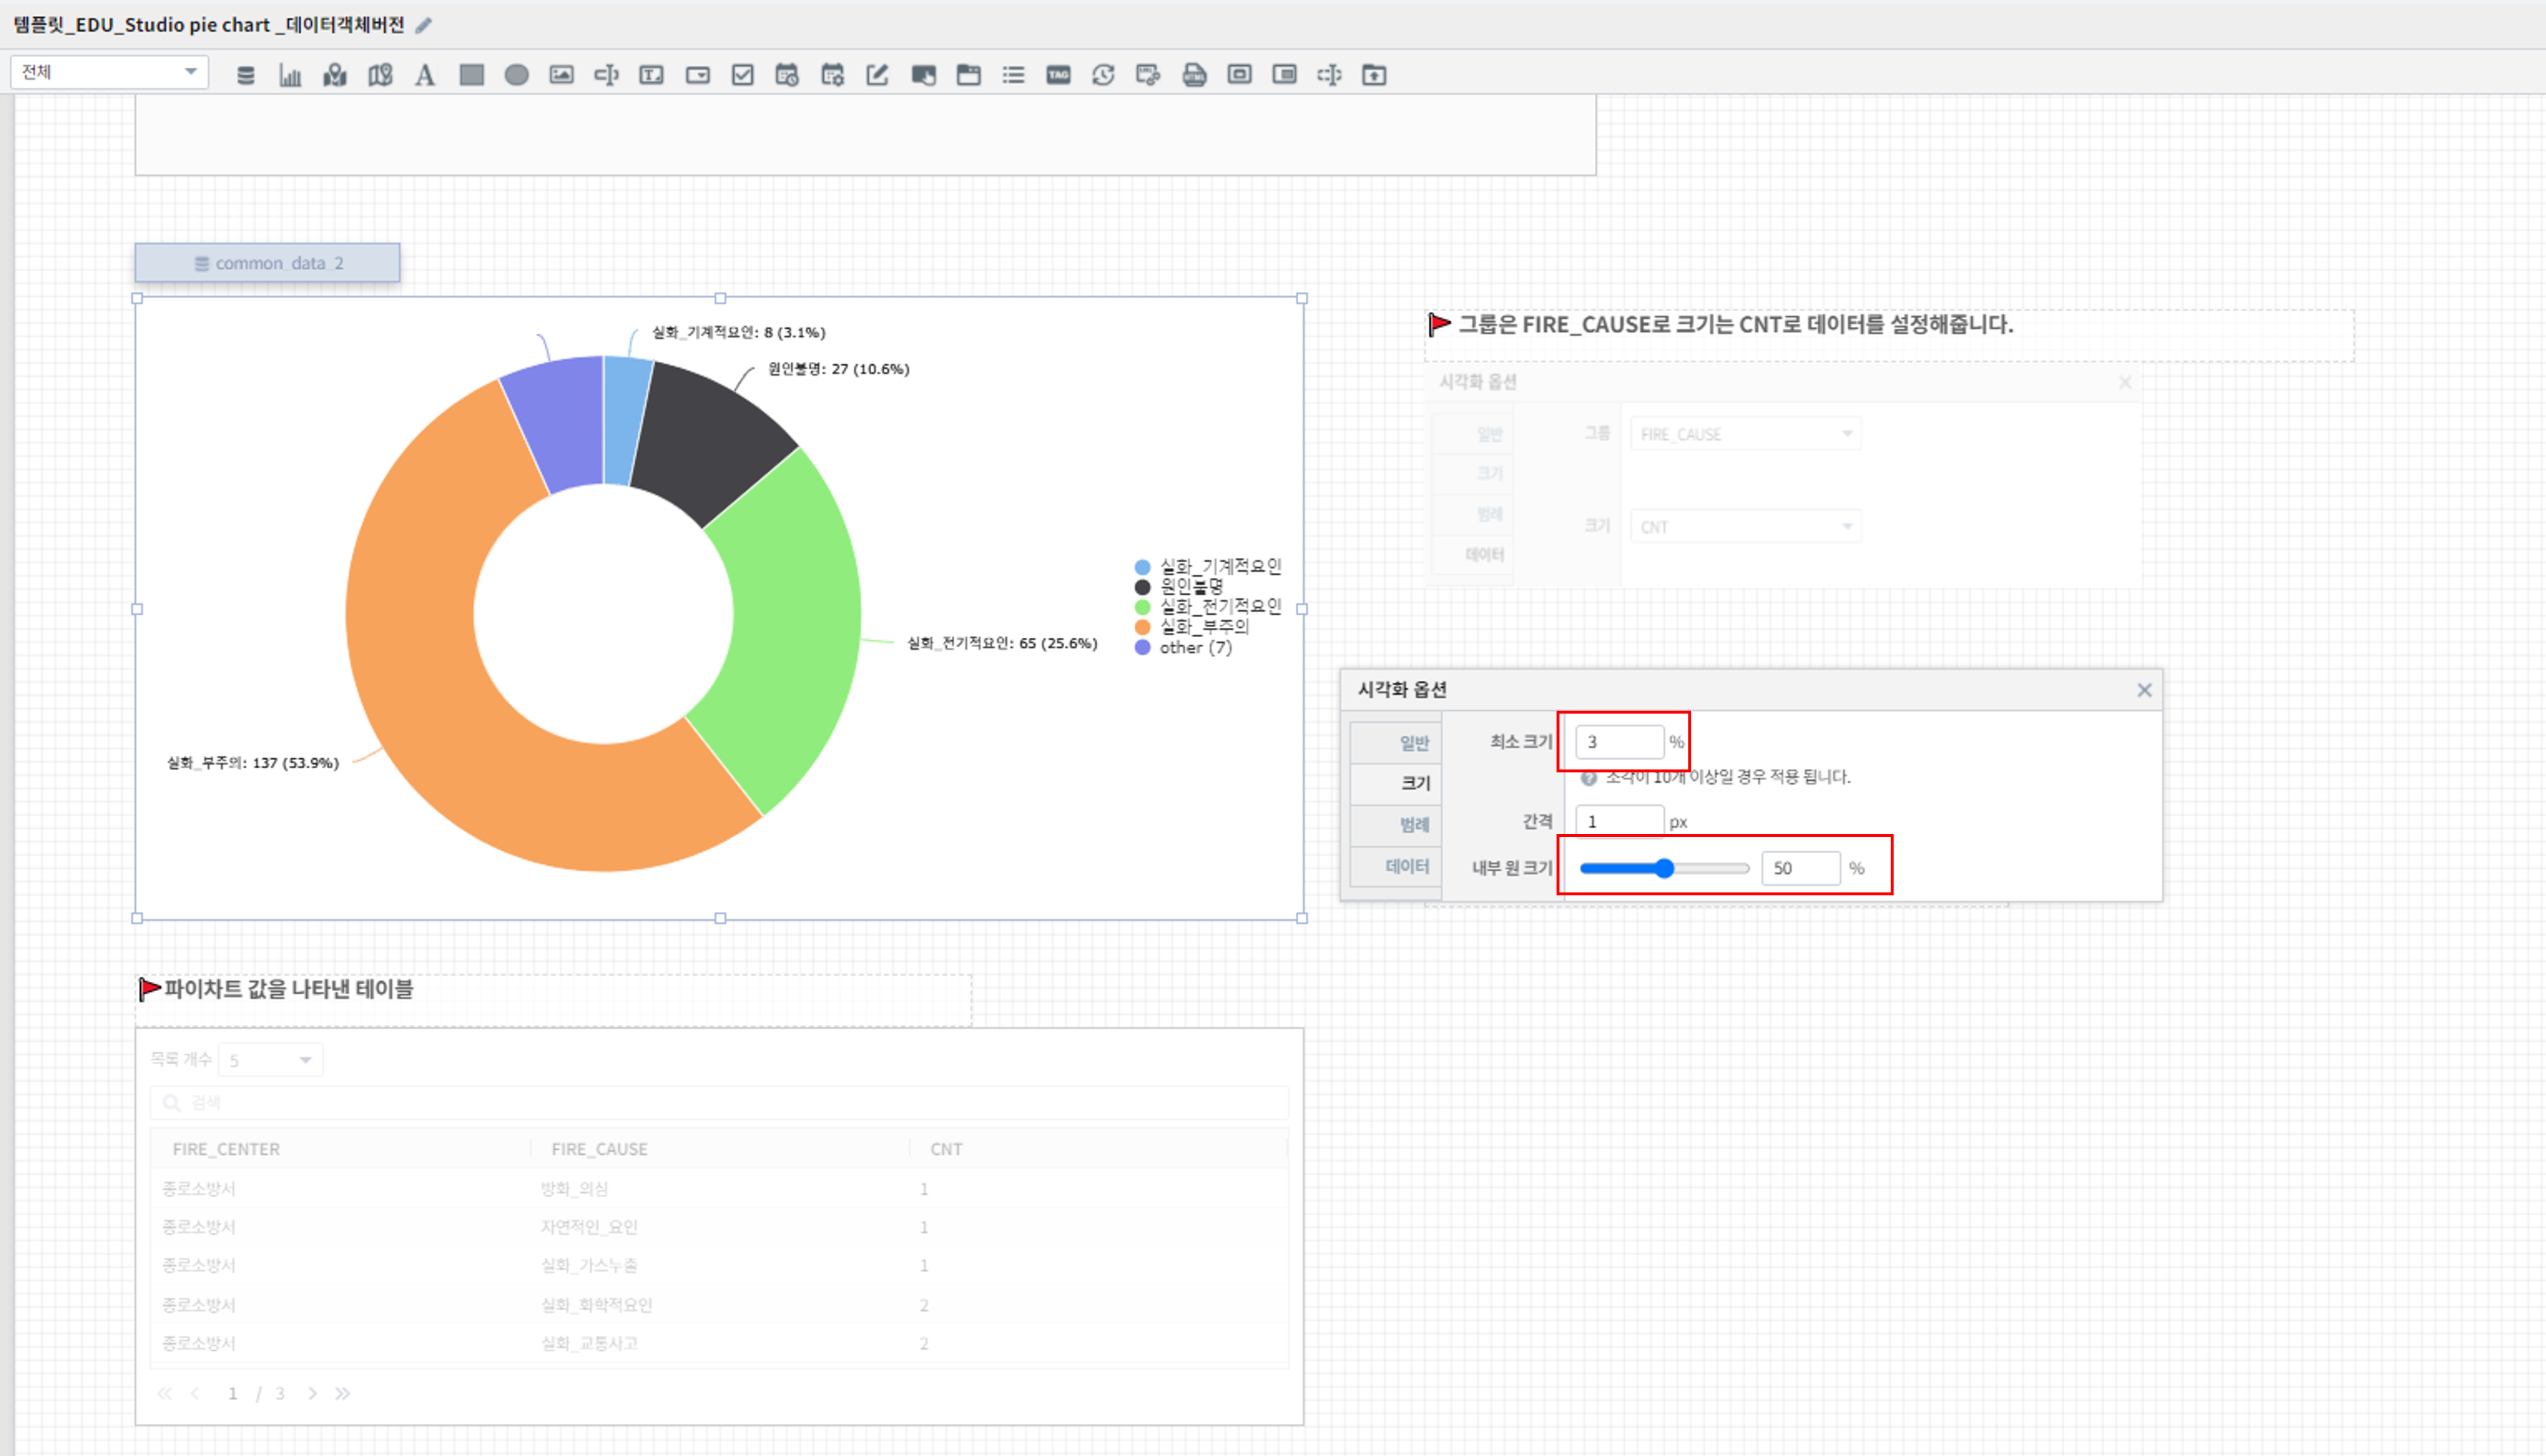 템플릿_EDU_Studio pie chart _데이터객체버전
전체
TAG
common_data_2
실화_기계적요인: 8 (3.1%)
원인불명: 27 (10.6%)
실화_전기적요인: 65 (25.6%)
실화_부주의: 137 (53.9%)
실화_기계적요인
원인불명
실화_전기적요인
실화_부주의
other (7)
그룹은 FIRE_CAUSE로 크기는 CNT로 데이터를 설정해줍니다.
시각화 옵션
일반
그룹
FIRE_CAUSE
크기
범례
크기
CNT
데이터
시각화 옵션
일반
최소 크기
3
%
조각이 10개 이상일 경우 적용 됩니다.
크기
범례
간격
1
px
데이터
내부 원 크기
50
%
파이차트 값을 나타낸 테이블
목록 개수
5
검색
FIRE_CENTER FIRE_CAUSE CNT
종로소방서 방화_의심 1
종로소방서 자연적인_요인 1
종로소방서 실화_가스누출 1
종로소방서 실화_화학적요인 2
종로소방서 실화_교통사고 2
1 / 3